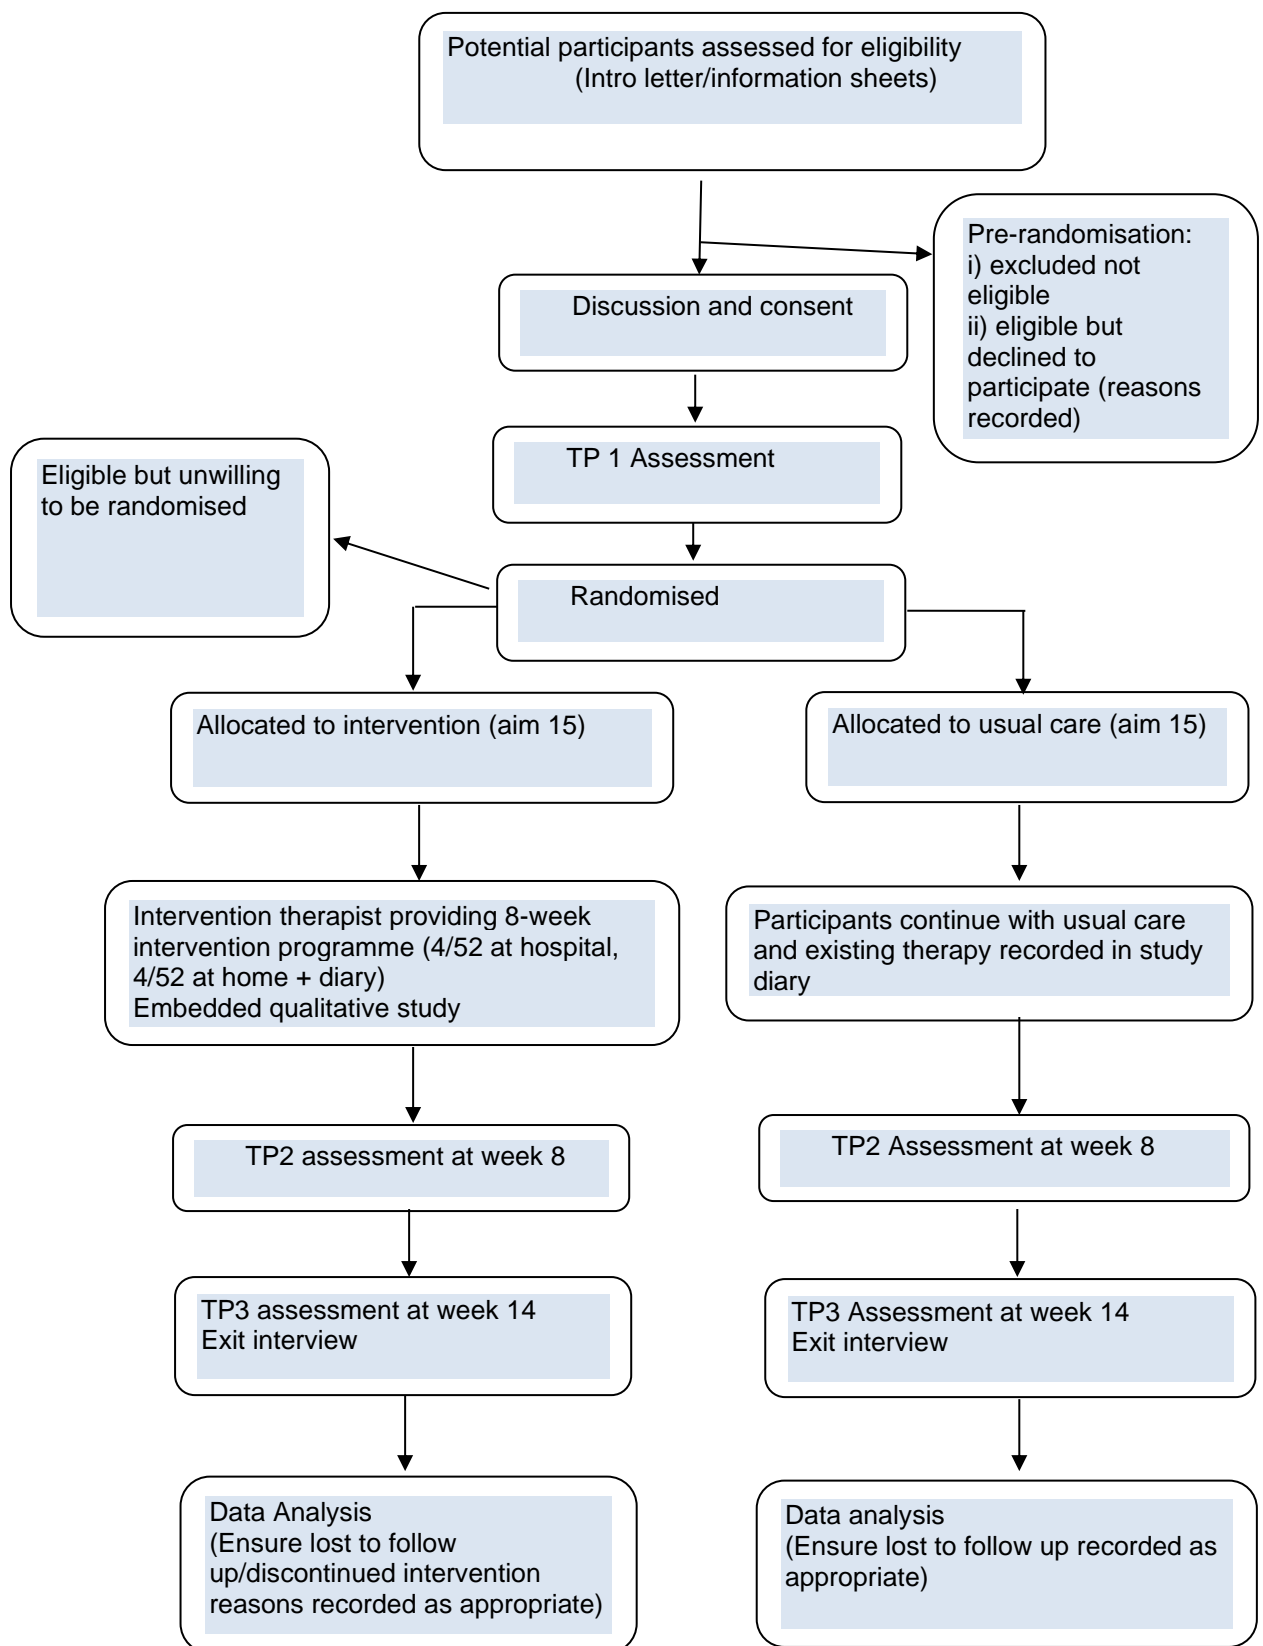 Potential participants assessed for eligibility
(Intro letter/information sheets)
Pre-randomisation:
i) excluded not
eligible
ii) eligible but
declined to
participate (reasons
recorded)
Discussion and consent
TP 1 Assessment
Eligible but unwilling
to be randomised
Randomised
Allocated to intervention (aim 15)
Allocated to usual care (aim 15)
Intervention therapist providing 8-week
intervention programme (4/52 at hospital,
4/52 at home + diary)
Embedded qualitative study
Participants continue with usual care
and existing therapy recorded in study
diary
TP2 assessment at week 8
TP2 Assessment at week 8
TP3 assessment at week 14
Exit interview
TP3 Assessment at week 14
Exit interview
Data Analysis
(Ensure lost to follow
up/discontinued intervention
reasons recorded as appropriate)
Data analysis
(Ensure lost to follow up recorded as
appropriate)